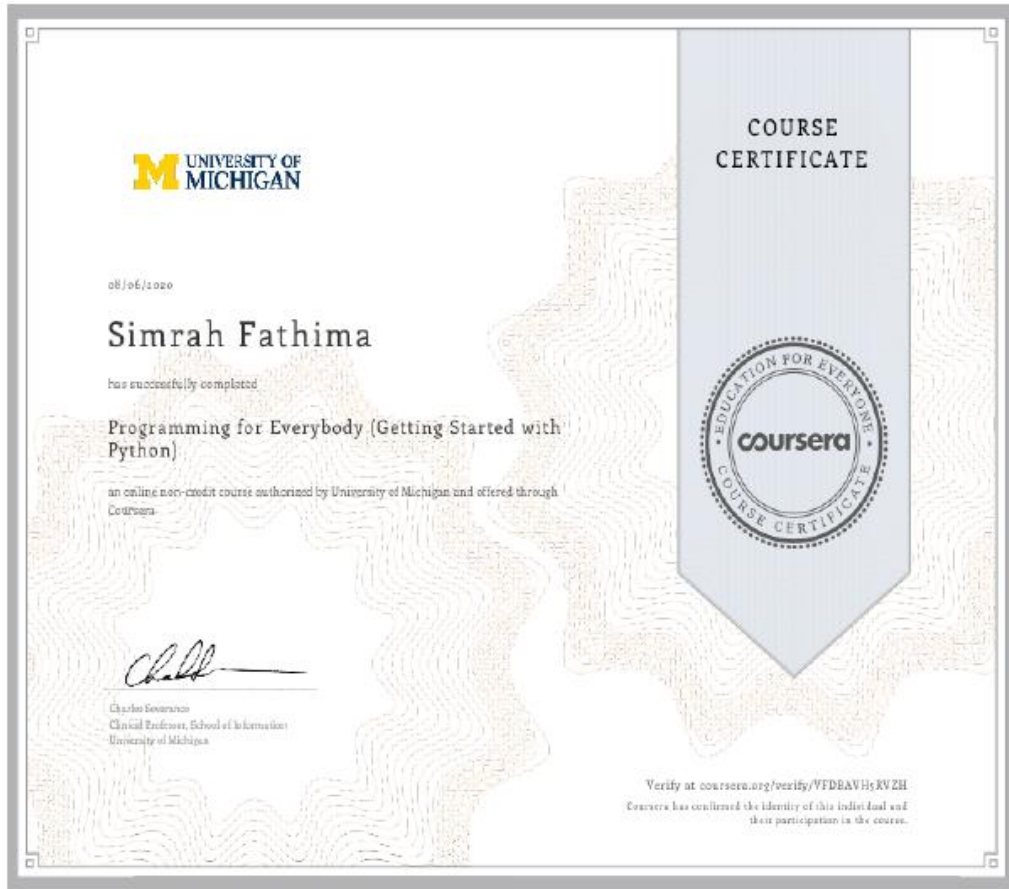 UNIVERSITY OF
MICHIGAN
COURSE
CERTIFICATE
08/06/2020
Simrah Fathima
has successfully completed
Programming for Everybody (Getting Started with
Python)
an online non-credit course authorized by University of Michigan and offered through
Coursera
EDUCATION FOR EVERYONE
coursera
COURSE CERTIFICATE
Charles Severance
Clinical Professor, School of Information
University of Michigan
Verify at coursera.org/verify/VFDBAVH5RVZH
Coursera has confirmed the identity of this individual and
their participation in the course.